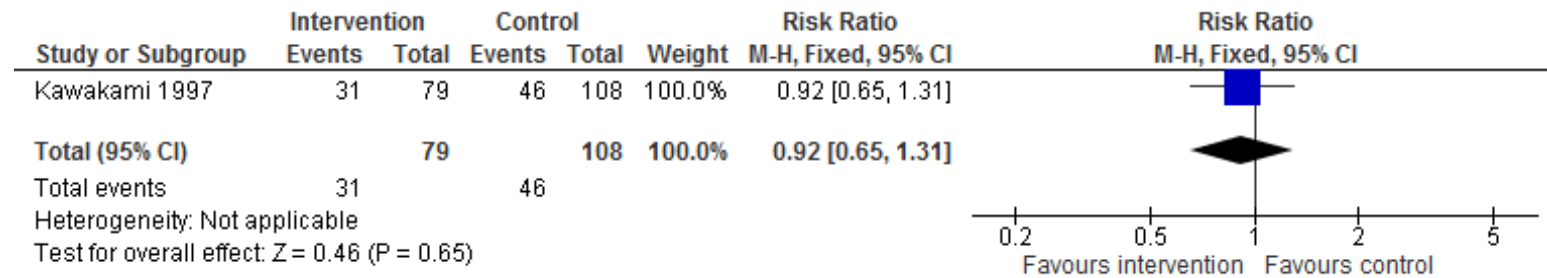 Intervention Control Risk Ratio Risk Ratio
Study or Subgroup Events Total Events Total Weight M-H, Fixed, 95% CI M-H, Fixed, 95% CI
Kawakami 1997 31 79 46 108 100.0% 0.92 [0.65, 1.31]
Total (95% CI) 79 108 100.0% 0.92 [0.65, 1.31]
Total events 31 46
Heterogeneity: Not applicable
Test for overall effect: Z = 0.46 (P = 0.65)
0.2 0.5 1 2 5
Favours intervention Favours control